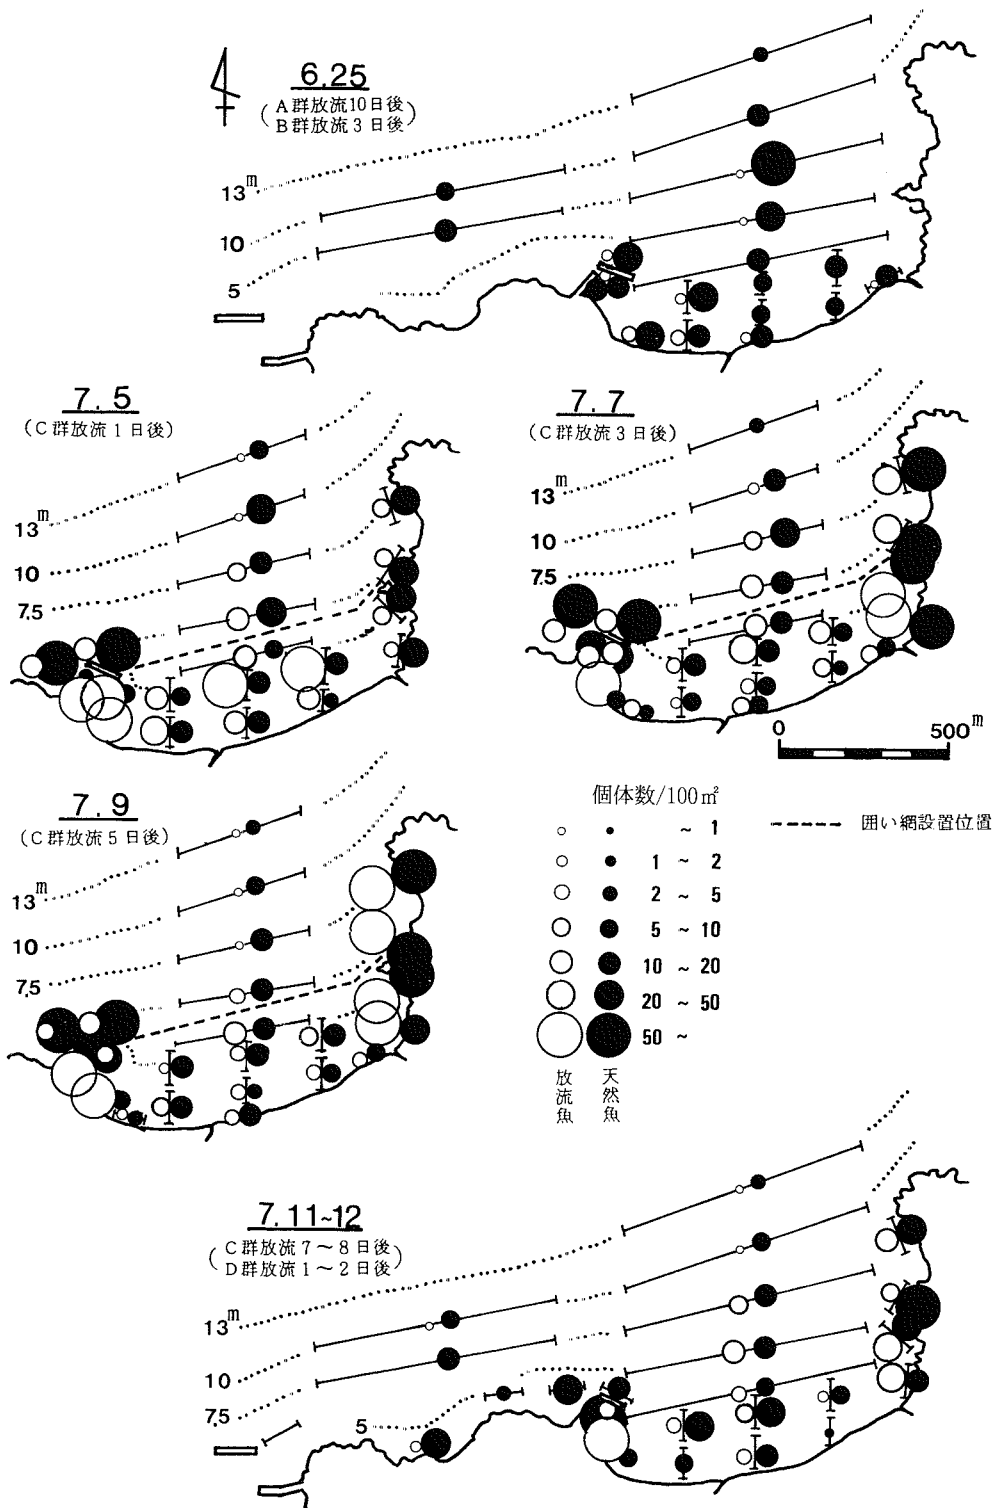 6.25
(A群放流10日後
B群放流3日後)
13m
10
5
7.5
(C群放流1日後)
13m
10
7.5
7.7
(C群放流3日後)
13m
10
7.5
0 500m
7.9
(C群放流5日後)
13m
10
7.5
個体数/100㎡
~ 1
1 ~ 2
2 ~ 5
5 ~ 10
10 ~ 20
20 ~ 50
50 ~
放流魚
天然魚
囲い網設置位置
7.11~12
(C群放流7~8日後
D群放流1~2日後)
13m
10
7.5
5